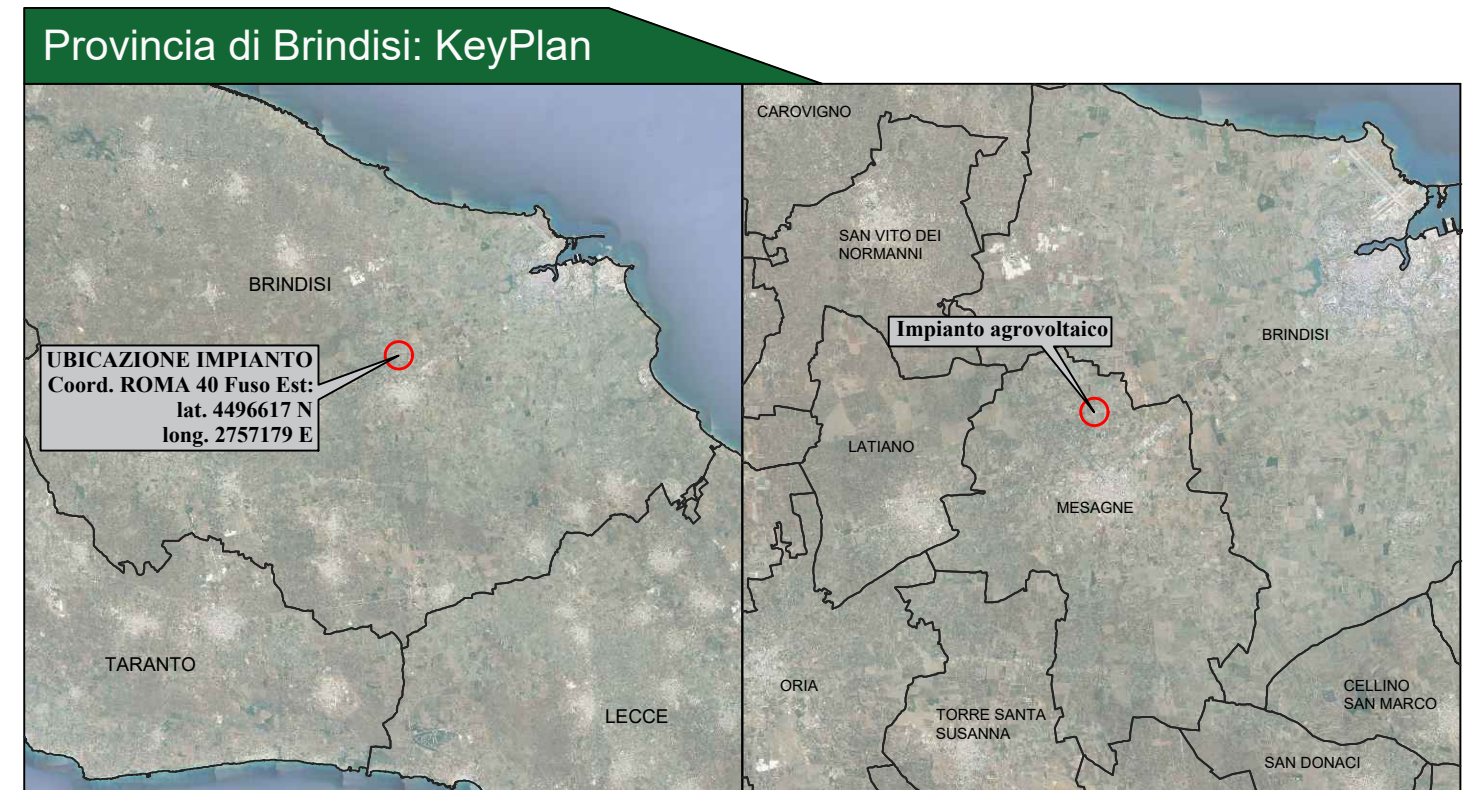 Provincia di Brindisi: KeyPlan
BRINDISI
UBICAZIONE IMPIANTO
Coord. ROMA 40 Fuso Est:
lat. 4496617 N
long. 2757179 E
TARANTO
LECCE
CAROVIGNO
SAN VITO DEI
NORMANNI
Impianto agrovoltaico
BRINDISI
LATIANO
MESAGNE
ORIA
TORRE SANTA
SUSANNA
CELLINO
SAN MARCO
SAN DONACI